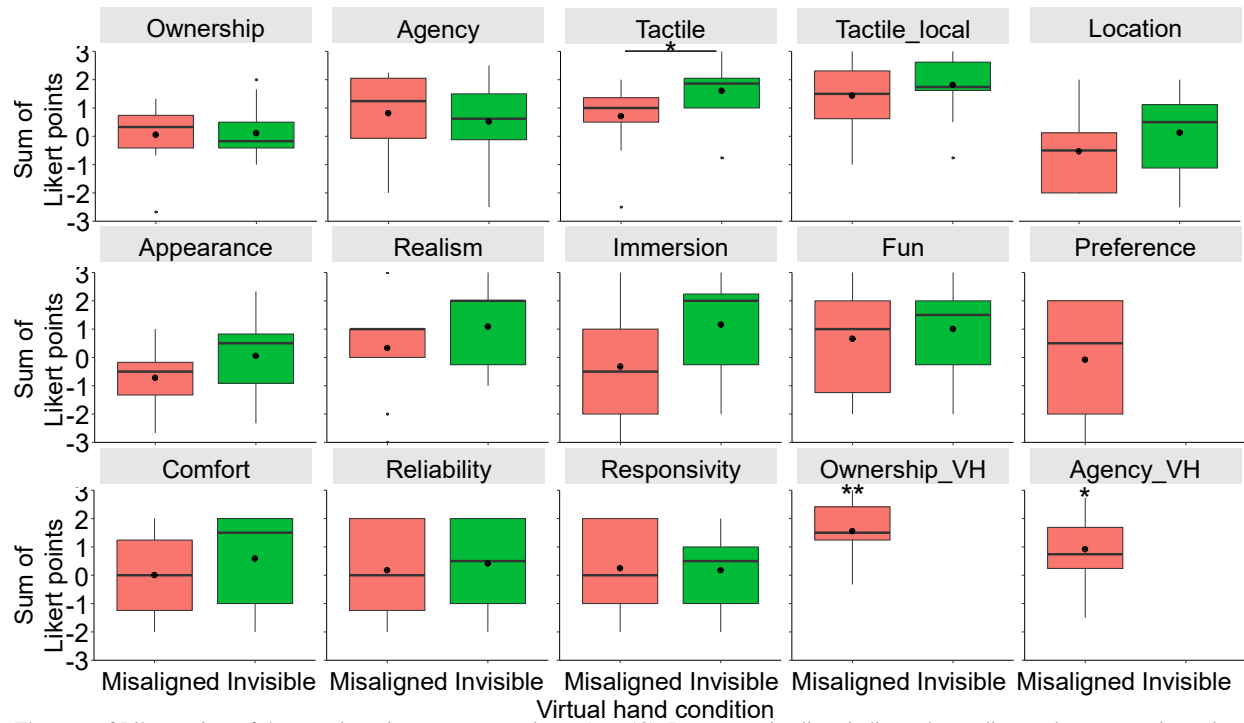 Ownership Agency Tactile Tactile_local Location
*
3
2
1
0
-1
-2
-3
Sum of
Likert points
Appearance Realism Immersion Fun Preference
3
2
1
0
-1
-2
-3
Sum of
Likert points
Comfort Reliability Responsivity Ownership_VH Agency_VH
** *
3
2
1
0
-1
-2
-3
Sum of
Likert points
Misaligned Invisible Misaligned Invisible Misaligned Invisible Misaligned Invisible Misaligned Invisible
Virtual hand condition